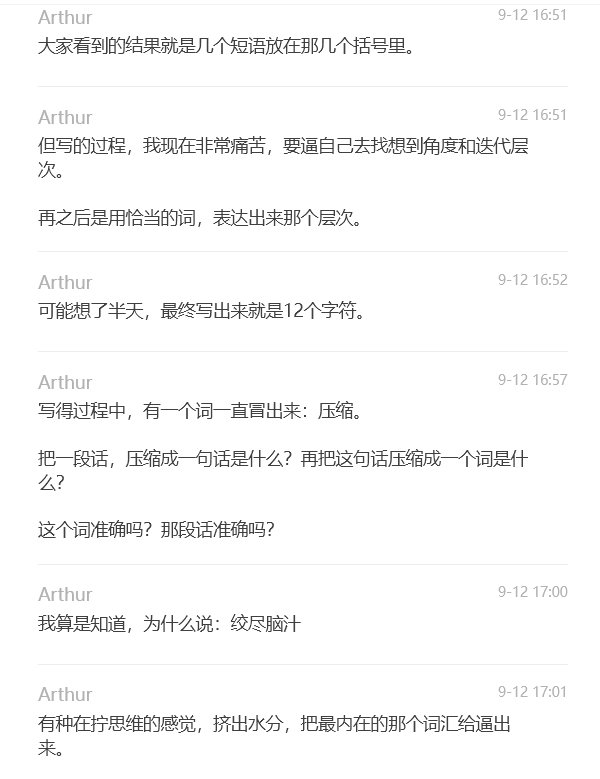 Arthur 9-12 16:51
大家看到的结果就是几个短语放在那几个括号里。
Arthur 9-12 16:51
但写的过程，我现在非常痛苦，要逼自己去找想到角度和迭代层
次。
再之后是用恰当的词，表达出来那个层次。
Arthur 9-12 16:52
可能想了半天，最终写出来就是12个字符。
Arthur 9-12 16:57
写得过程中，有一个词一直冒出来：压缩。
把一段话，压缩成一句话是什么？再把这句话压缩成一个词是什
么？
这个词准确吗？那段话准确吗？
Arthur 9-12 17:00
我算是知道，为什么说：绞尽脑汁
Arthur 9-12 17:01
有种在拧思维的感觉，挤出水分，把最内在的那个词汇给逼出
来。